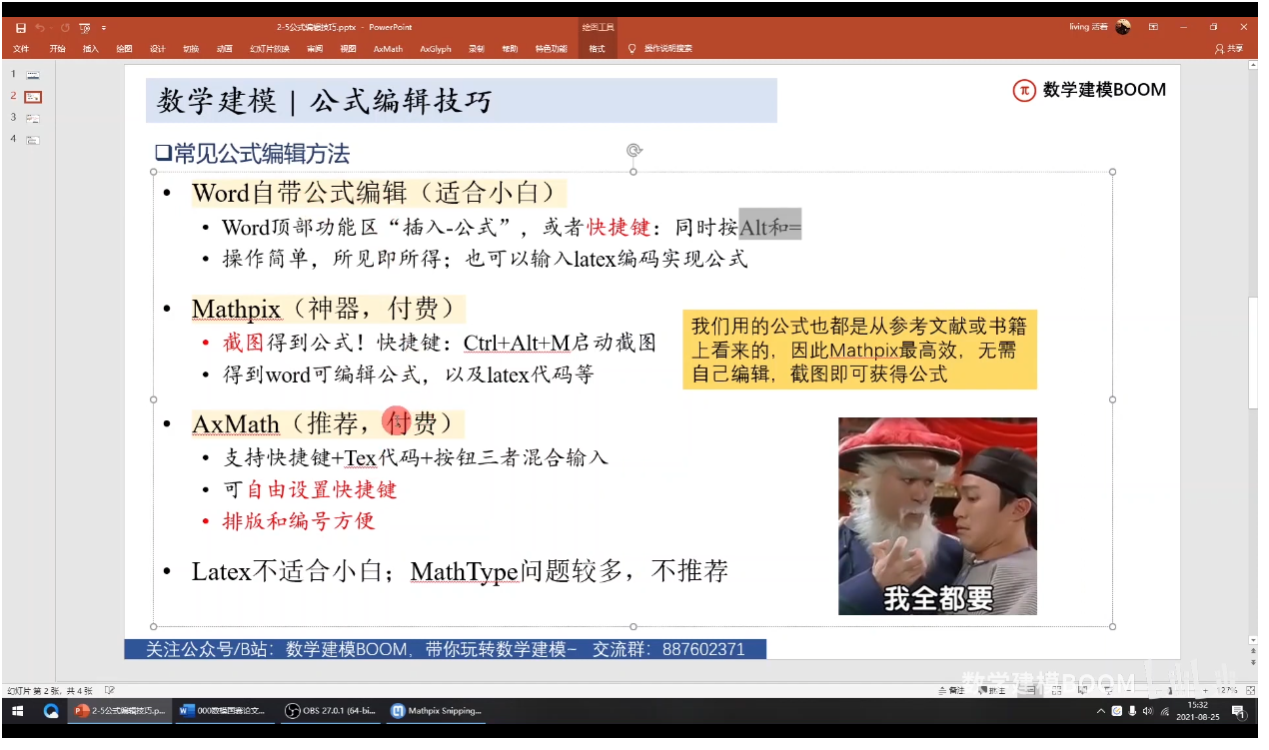 2-5公式编辑技巧.pptx - PowerPoint
绘图工具
living 活着
文件 开始 插入 绘图 设计 切换 动画 幻灯片放映 审阅 视图 AxMath AxGlyph 录制 帮助 特色功能 格式 操作说明搜索
共享
1
2
3
4
数学建模 | 公式编辑技巧
π 数学建模BOOM
常见公式编辑方法
• Word自带公式编辑（适合小白）
• Word顶部功能区“插入-公式”，或者快捷键：同时按Alt和=
• 操作简单，所见即所得；也可以输入latex编码实现公式
• Mathpix（神器，付费）
• 截图得到公式！快捷键：Ctrl+Alt+M启动截图
• 得到word可编辑公式，以及latex代码等
我们用的公式也都是从参考文献或书籍
上看来的，因此Mathpix最高效，无需
自己编辑，截图即可获得公式
• AxMath（推荐，付费）
• 支持快捷键+Tex代码+按钮三者混合输入
• 可自由设置快捷键
• 排版和编号方便
• Latex不适合小白；MathType问题较多，不推荐
我全都要
关注公众号/B站：数学建模BOOM，带你玩转数学建模~ 交流群：887602371
幻灯片 第 2 张，共 4 张
备注
127%
数学建模BOOM
2-5公式编辑技巧.p...
000数模国赛论文...
OBS 27.0.1 (64-bi...
Mathpix Snipping...
15:32
2021-08-25